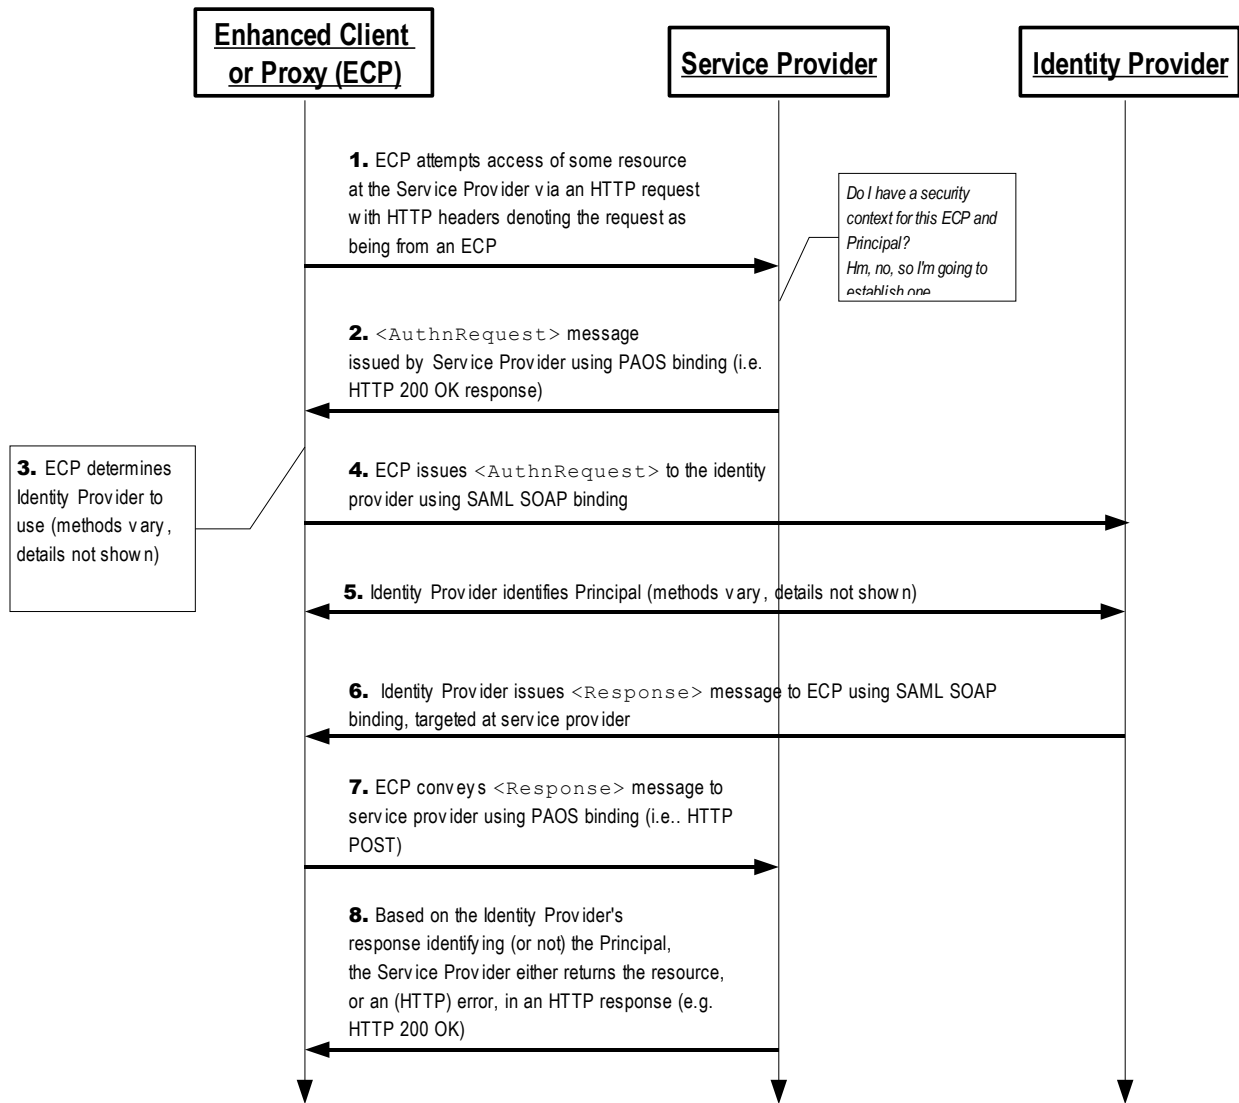 Enhanced Client
or Proxy (ECP)
Service Provider
Identity Provider
1. ECP attempts access of some resource
at the Service Provider via an HTTP request
with HTTP headers denoting the request as
being from an ECP
Do I have a security
context for this ECP and
Principal?
Hm, no, so I'm going to
establish one
2. <AuthnRequest> message
issued by Service Provider using PAOS binding (i.e.
HTTP 200 OK response)
3. ECP determines
Identity Provider to
use (methods vary,
details not shown)
4. ECP issues <AuthnRequest> to the identity
provider using SAML SOAP binding
5. Identity Provider identifies Principal (methods vary, details not shown)
6. Identity Provider issues <Response> message to ECP using SAML SOAP
binding, targeted at service provider
7. ECP conveys <Response> message to
service provider using PAOS binding (i.e.. HTTP
POST)
8. Based on the Identity Provider's
response identifying (or not) the Principal,
the Service Provider either returns the resource,
or an (HTTP) error, in an HTTP response (e.g.
HTTP 200 OK)